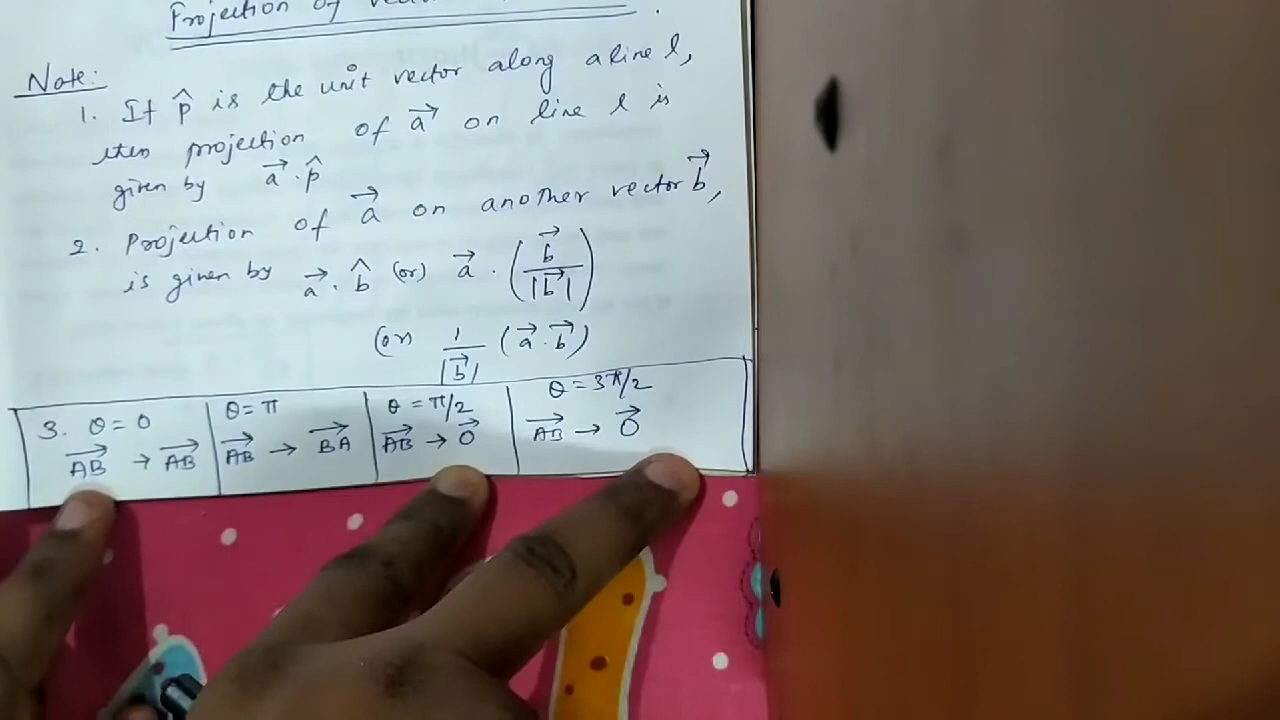 Projection of
Note:
1. If p̂ is the unit vector along a line l,
then projection of a⃗ on line l is
given by a⃗ . p̂
2. Projection of a⃗ on another vector b⃗,
is given by a⃗ . b̂ (or) a⃗ . (b⃗ / |b⃗|)
(or) 1/|b⃗| (a⃗ . b⃗)
3. θ = 0
AB⃗ → AB⃗
θ = π
AB⃗ → BA⃗
θ = π/2
AB⃗ → 0⃗
θ = 3π/2
AB⃗ → 0⃗